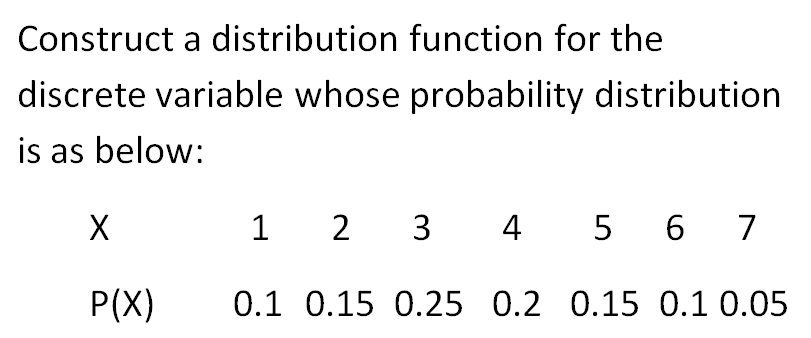 Construct a distribution function for the
discrete variable whose probability distribution
is as below:
X 1 2 3 4 5 6 7
P(X) 0.1 0.15 0.25 0.2 0.15 0.1 0.05